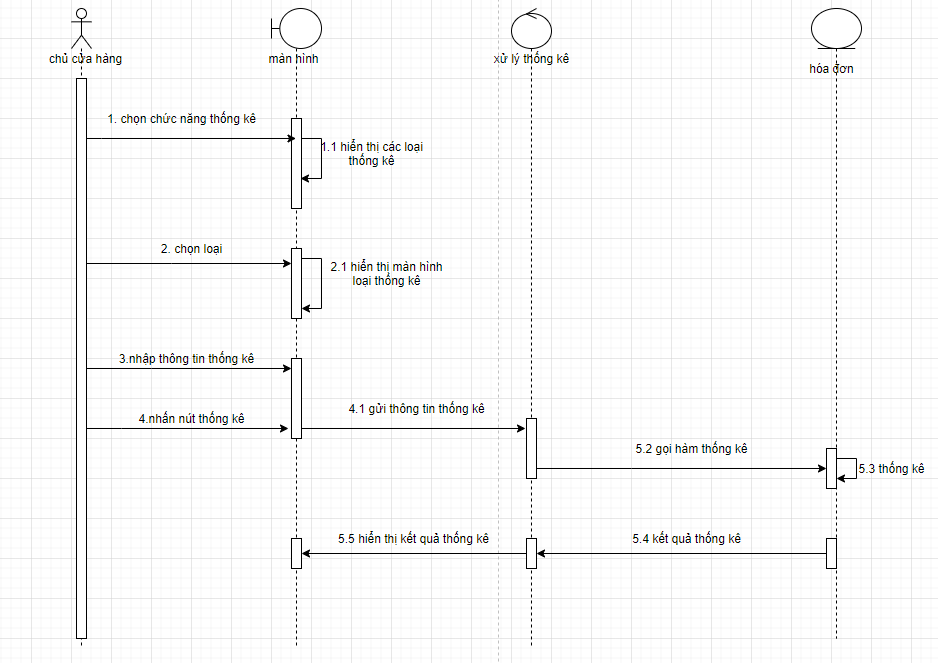 chủ cửa hàng
màn hình
xử lý thống kê
hóa đơn
1. chọn chức năng thống kê
1.1 hiển thị các loại
thống kê
2. chọn loại
2.1 hiển thị màn hình
loại thống kê
3.nhập thông tin thống kê
4.nhấn nút thống kê
4.1 gửi thông tin thống kê
5.2 gọi hàm thống kê
5.3 thống kê
5.5 hiển thị kết quả thống kê
5.4 kết quả thống kê